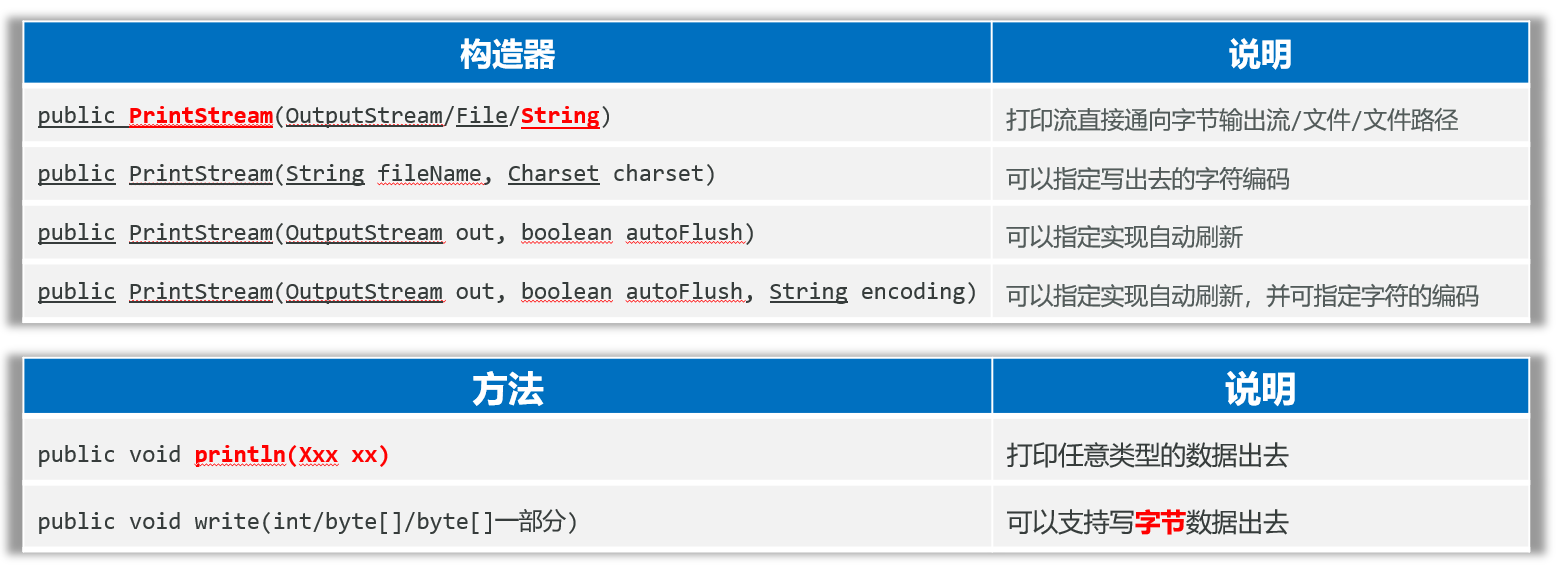 构造器 说明
public PrintStream(OutputStream/File/String) 打印流直接通向字节输出流/文件/文件路径
public PrintStream(String fileName, Charset charset) 可以指定写出去的字符编码
public PrintStream(OutputStream out, boolean autoFlush) 可以指定实现自动刷新
public PrintStream(OutputStream out, boolean autoFlush, String encoding) 可以指定实现自动刷新，并可指定字符的编码
方法 说明
public void println(Xxx xx) 打印任意类型的数据出去
public void write(int/byte[]/byte[]一部分) 可以支持写字节数据出去